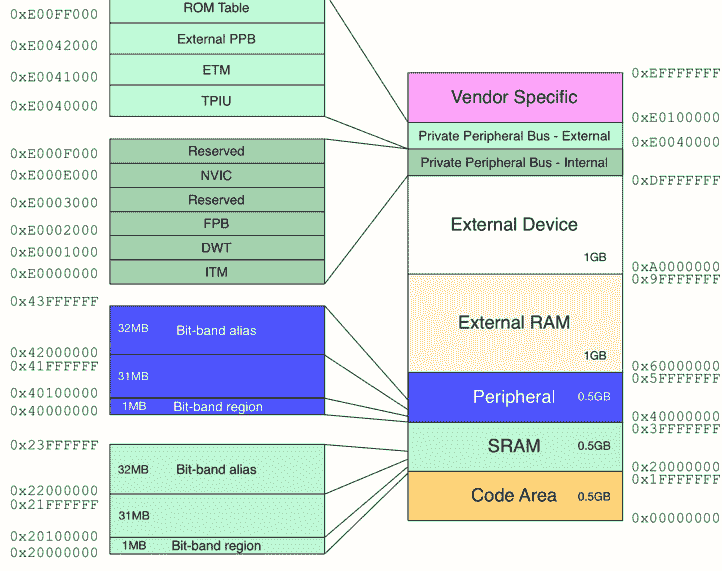 0xE00FF000 ROM Table
0xE0042000 External PPB
0xE0041000 ETM
0xE0040000 TPIU
0xE000F000 Reserved
0xE000E000 NVIC
0xE0003000 Reserved
0xE0002000 FPB
0xE0001000 DWT
0xE0000000 ITM
0x43FFFFFF
32MB Bit-band alias
0x42000000
0x41FFFFFF
31MB
0x40100000
0x40000000 1MB Bit-band region
0x23FFFFFF
32MB Bit-band alias
0x22000000
0x21FFFFFF
31MB
0x20100000
1MB Bit-band region
0x20000000
0xEFFFFFFF
Vendor Specific
0xE0100000
Private Peripheral Bus - External
0xE0040000
Private Peripheral Bus - Internal
0xDFFFFFFF
External Device
1GB
0xA0000000
0x9FFFFFFF
External RAM
1GB
0x60000000
0x5FFFFFFF
Peripheral 0.5GB
0x40000000
0x3FFFFFFF
SRAM 0.5GB
0x20000000
0x1FFFFFFF
Code Area 0.5GB
0x00000000